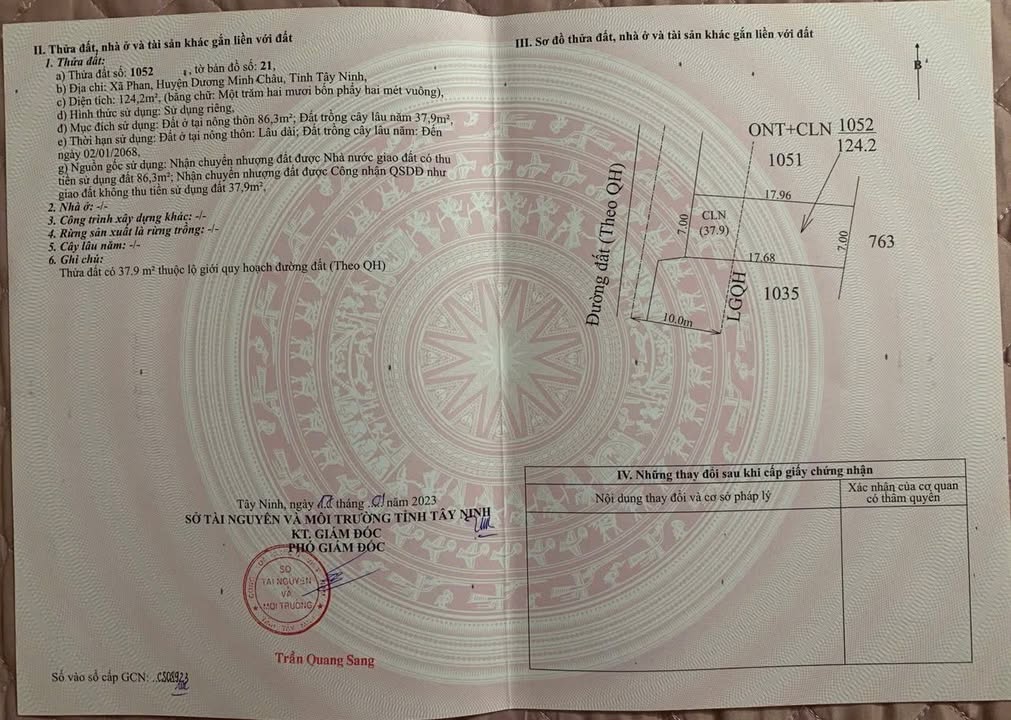 II. Thửa đất, nhà ở và tài sản khác gắn liền với đất
1. Thửa đất:
a) Thửa đất số: 1052 , tờ bản đồ số: 21,
b) Địa chỉ: Xã Phan, Huyện Dương Minh Châu, Tỉnh Tây Ninh,
c) Diện tích: 124,2m², (bằng chữ: Một trăm hai mươi bốn phẩy hai mét vuông),
d) Hình thức sử dụng: Sử dụng riêng,
đ) Mục đích sử dụng: Đất ở tại nông thôn 86,3m²; Đất trồng cây lâu năm 37,9m²,
e) Thời hạn sử dụng: Đất ở tại nông thôn: Lâu dài; Đất trồng cây lâu năm: Đến
ngày 02/01/2068,
g) Nguồn gốc sử dụng: Nhận chuyển nhượng đất được Nhà nước giao đất có thu
tiền sử dụng đất 86,3m²; Nhận chuyển nhượng đất được Công nhận QSDĐ như
giao đất không thu tiền sử dụng đất 37,9m²,
2. Nhà ở: -/-
3. Công trình xây dựng khác: -/-
4. Rừng sản xuất là rừng trồng: -/-
5. Cây lâu năm: -/-
6. Ghi chú:
Thửa đất có 37.9 m² thuộc lộ giới quy hoạch đường đất (Theo QH)
Tây Ninh, ngày tháng 01 năm 2023
SỞ TÀI NGUYÊN VÀ MÔI TRƯỜNG TỈNH TÂY NINH
KT. GIÁM ĐỐC
PHÓ GIÁM ĐỐC
SỞ
TÀI NGUYÊN
VÀ
MÔI TRƯỜNG
Trần Quang Sang
Số vào sổ cấp GCN: CS08923
III. Sơ đồ thửa đất, nhà ở và tài sản khác gắn liền với đất
B
ONT+CLN 1052
124.2
1051
17.96
CLN
(37.9)
7.00
7.00
763
17.68
1035
LGQH
10.0m
Đường đất (Theo QH)
IV. Những thay đổi sau khi cấp giấy chứng nhận
Nội dung thay đổi và cơ sở pháp lý
Xác nhận của cơ quan
có thẩm quyền